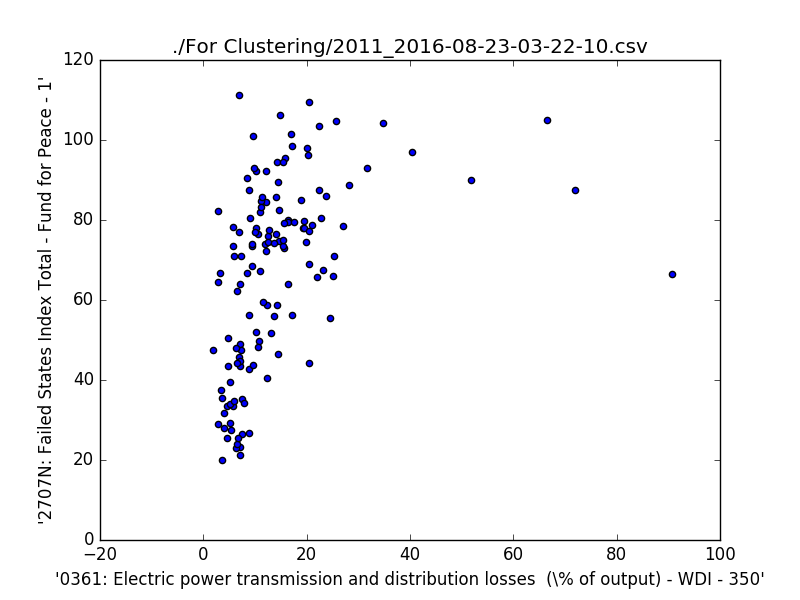 ./For Clustering/2011_2016-08-23-03-22-10.csv
'2707N: Failed States Index Total - Fund for Peace - 1'
120
100
80
60
40
20
0
−20 0 20 40 60 80 100
'0361: Electric power transmission and distribution losses  (\% of output) - WDI - 350'